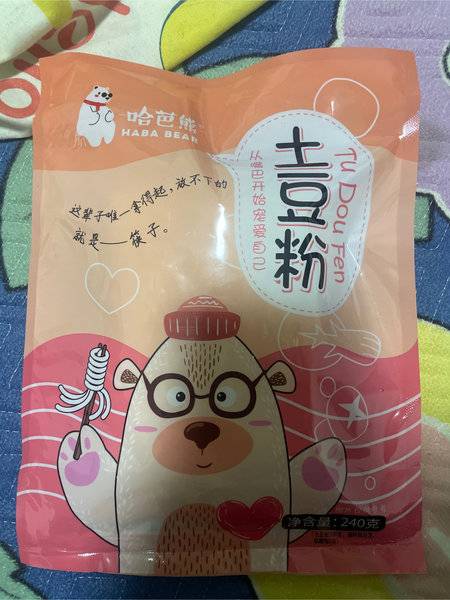 哈芭熊
HABA BEAR
土豆粉
Tu Dou Fen
从嘴巴开始宠爱自己
这辈子唯一拿得起，放不下的
就是——筷子。
净含量：240克